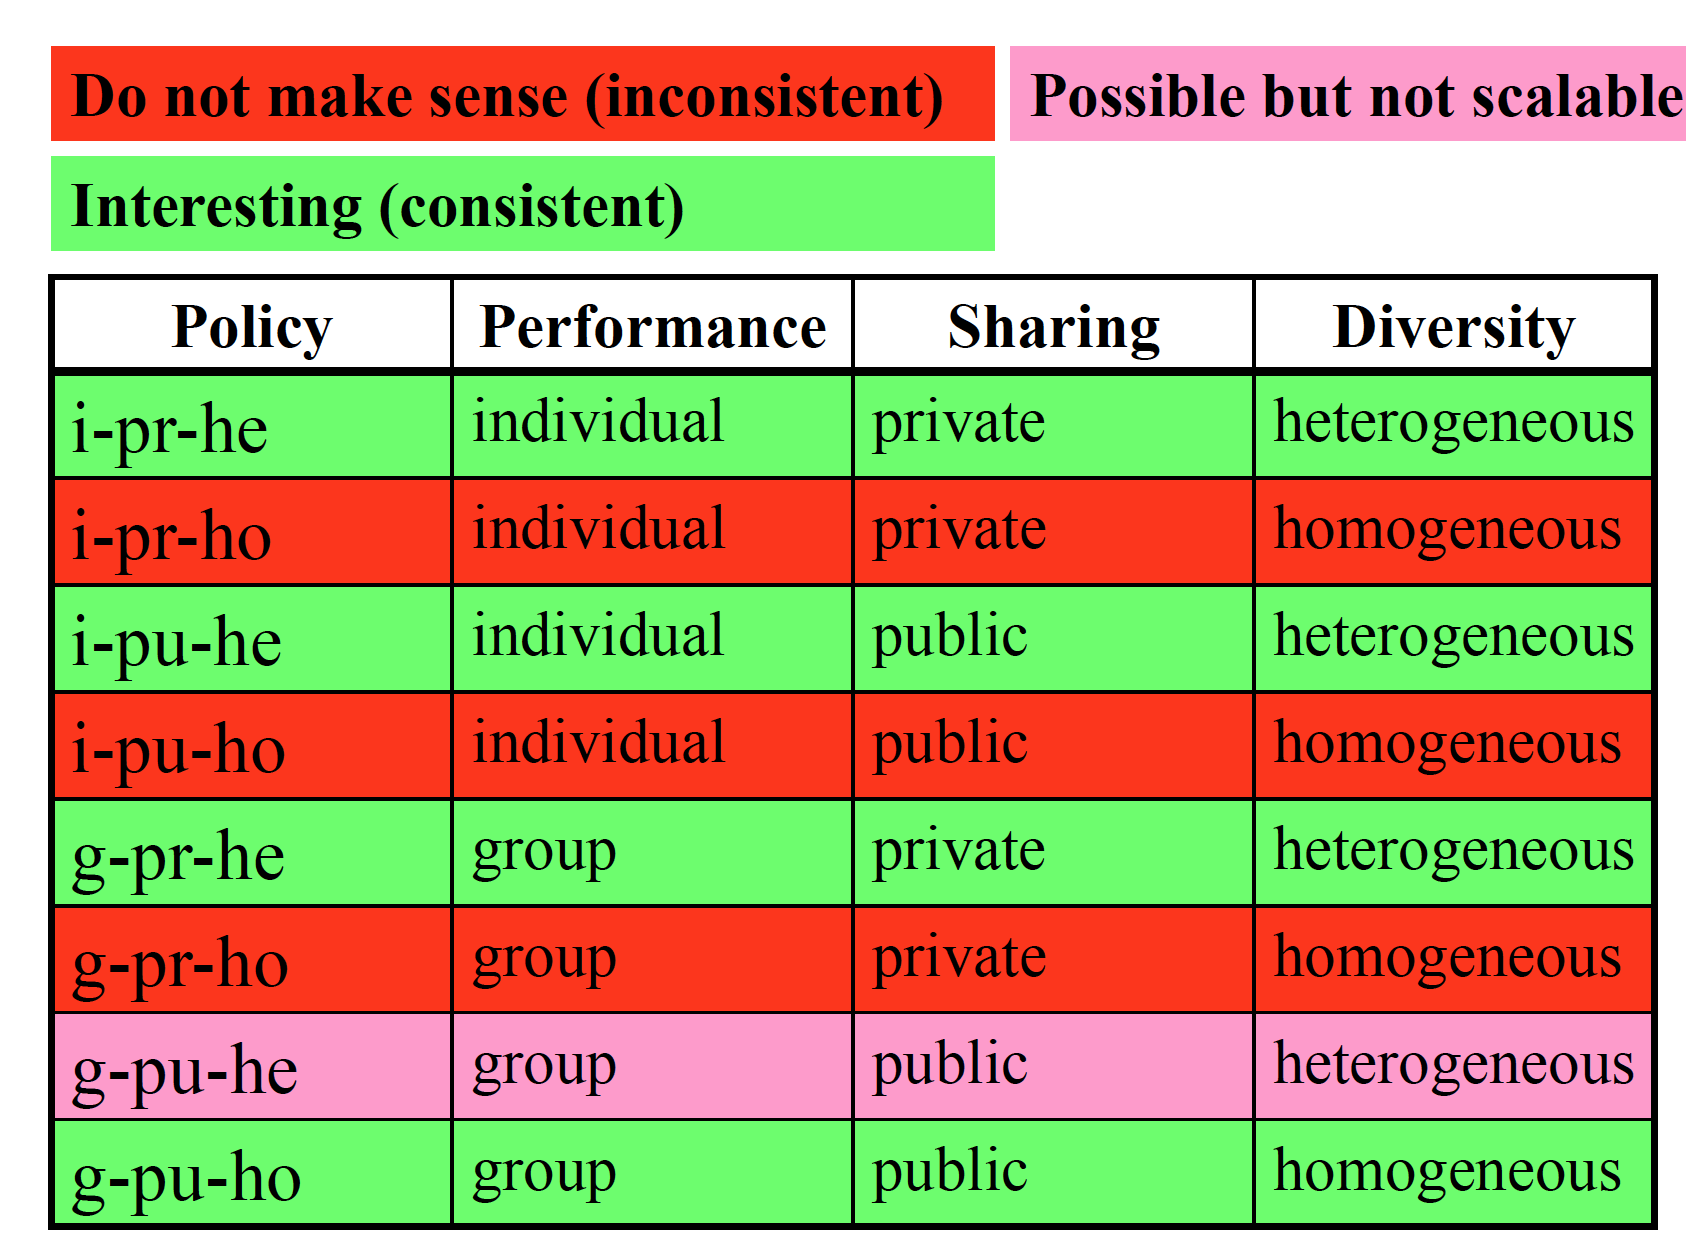 Do not make sense (inconsistent) Possible but not scalable
Interesting (consistent)
Policy Performance Sharing Diversity
i-pr-he individual private heterogeneous
i-pr-ho individual private homogeneous
i-pu-he individual public heterogeneous
i-pu-ho individual public homogeneous
g-pr-he group private heterogeneous
g-pr-ho group private homogeneous
g-pu-he group public heterogeneous
g-pu-ho group public homogeneous